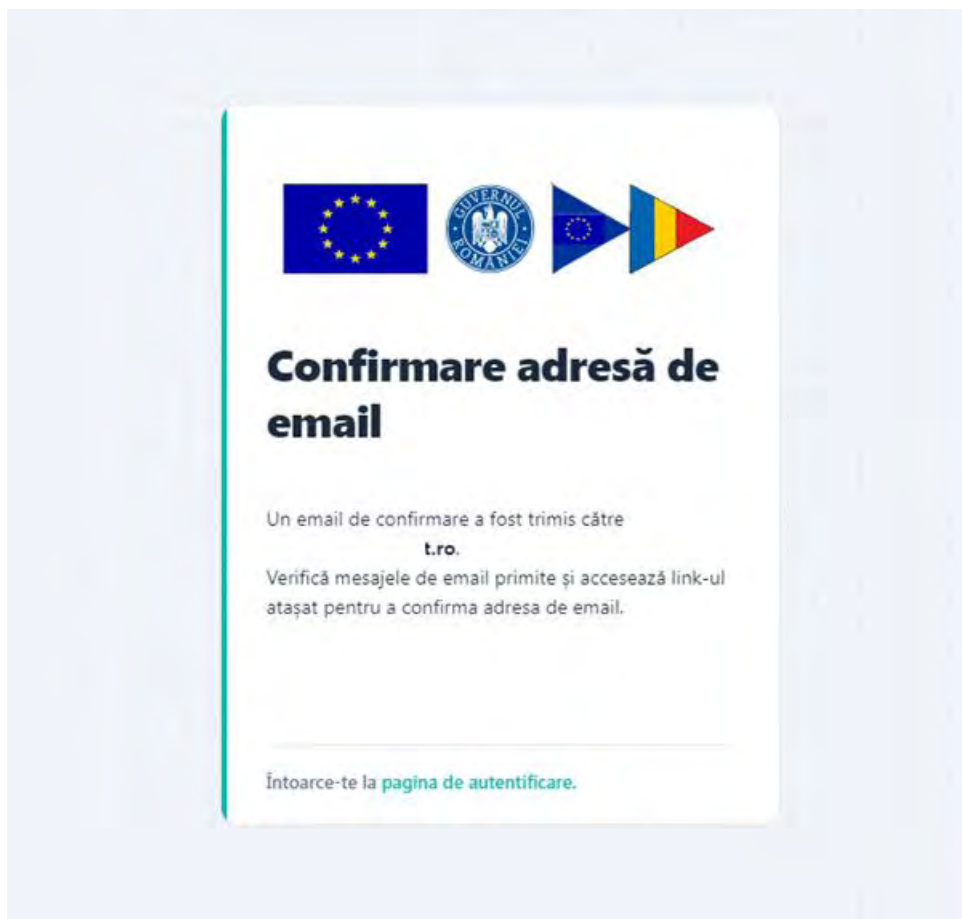 GUVERNUL ROMÂNIEI
Confirmare adresă de
email
Un email de confirmare a fost trimis către
t.ro.
Verifică mesajele de email primite și accesează link-ul
atașat pentru a confirma adresa de email.
Întoarce-te la pagina de autentificare.